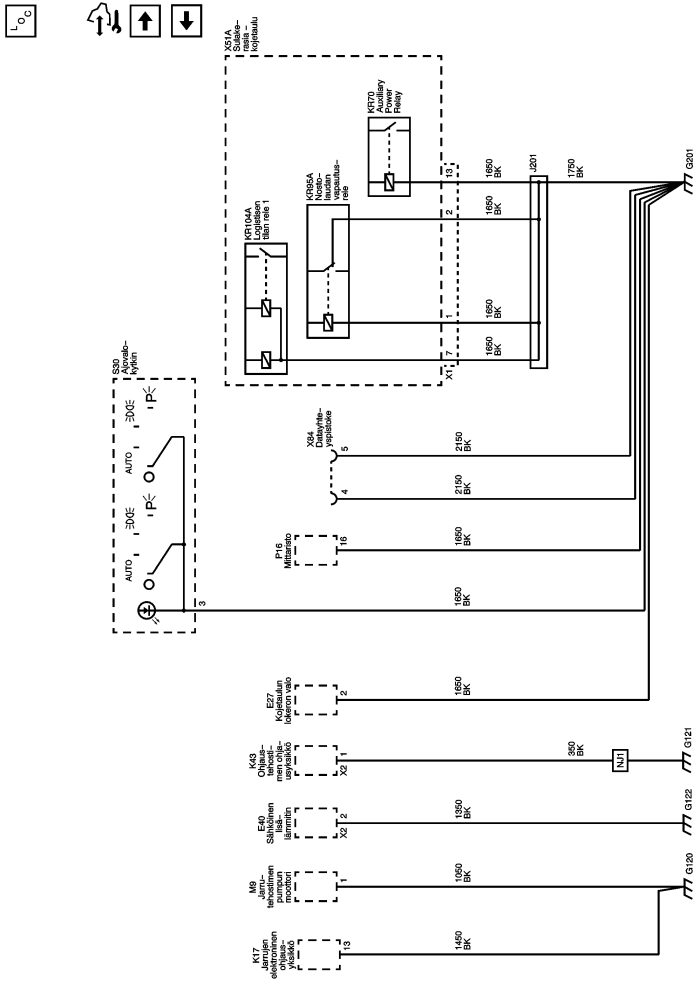 LOC
X51A
Sulake-
rasia -
kojetaulu
KR70
Auxiliary
Power
Relay
KR95A
Nosto-
laudan
vapautus-
rele
KR104A
Logistisen
tilan rele 1
13
1650
BK
J201
1750
BK
G201
2
1650
BK
1
1650
BK
7
X1
1650
BK
S30
Ajovalo-
kytkin
AUTO
P
AUTO
P
3
1650
BK
X84
Datayhte-
yspistoke
5
2150
BK
4
2150
BK
P16
Mittaristo
16
1650
BK
E27
Kojetaulun
lokeron valo
2
1650
BK
K43
Ohjaus-
tehosti-
men ohja-
usyksikkö
1
X2
350
BK
NJ1
G121
E40
Sähköinen
lisä-
lämmitin
2
X2
1350
BK
G122
M9
Jarru-
tehostimen
pumpun
moottori
1
1050
BK
G120
K17
Jarrujen
elektroninen
ohjaus-
yksikkö
13
1450
BK